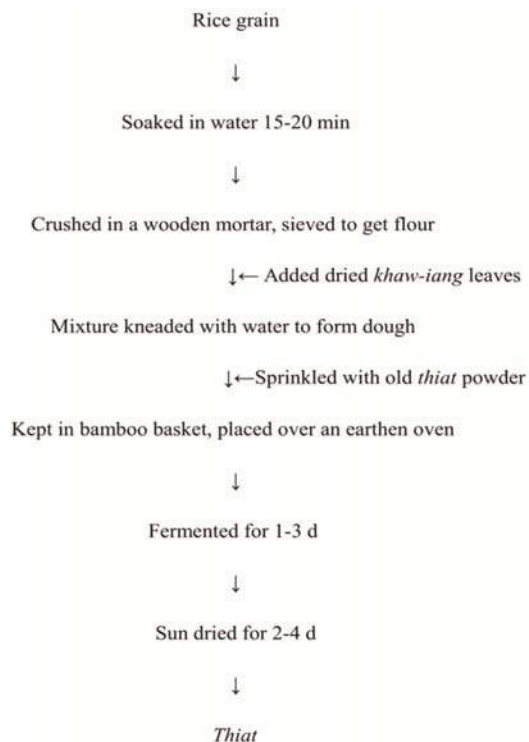 Rice grain
↓
Soaked in water 15-20 min
↓
Crushed in a wooden mortar, sieved to get flour
↓← Added dried khaw-iang leaves
Mixture kneaded with water to form dough
↓←Sprinkled with old thiat powder
Kept in bamboo basket, placed over an earthen oven
↓
Fermented for 1-3 d
↓
Sun dried for 2-4 d
↓
Thiat